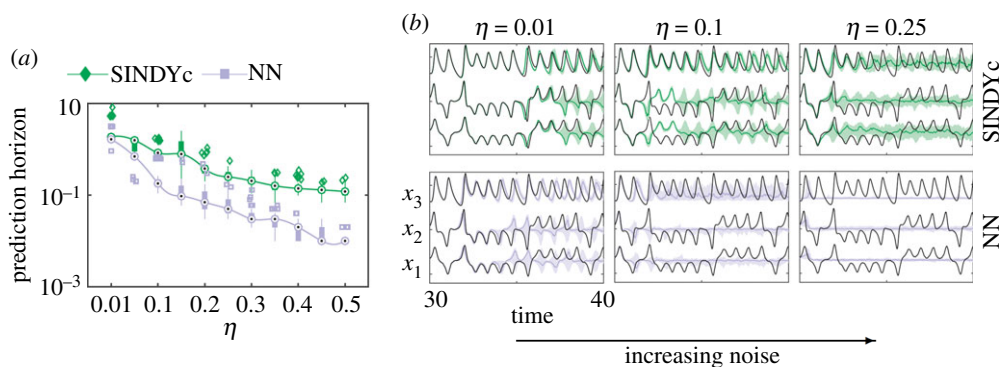 (a)
SINDYc NN
prediction horizon
10
10⁻¹
10⁻³
0.01 0.1 0.2 0.3 0.4 0.5
η
(b)
η = 0.01 η = 0.1 η = 0.25
SINDYc
x₃
x₂
x₁
NN
30 40
time
increasing noise